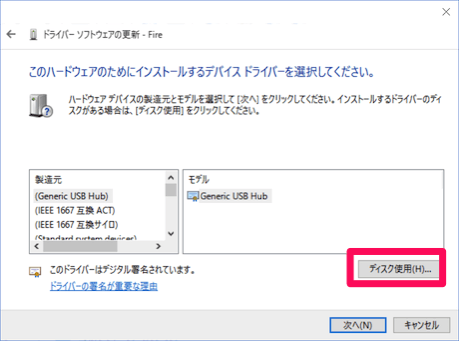 ドライバー ソフトウェアの更新 - Fire
このハードウェアのためにインストールするデバイス ドライバーを選択してください。
ハードウェア デバイスの製造元とモデルを選択して [次へ] をクリックしてください。インストールするドライバーのディ
スクがある場合は、[ディスク使用] をクリックしてください。
製造元
(Generic USB Hub)
(IEEE 1667 互換 ACT)
(IEEE 1667 互換サイロ)
(Standard system devices)
モデル
Generic USB Hub
このドライバーはデジタル署名されています。
ドライバーの署名が重要な理由
ディスク使用(H)...
次へ(N)
キャンセル